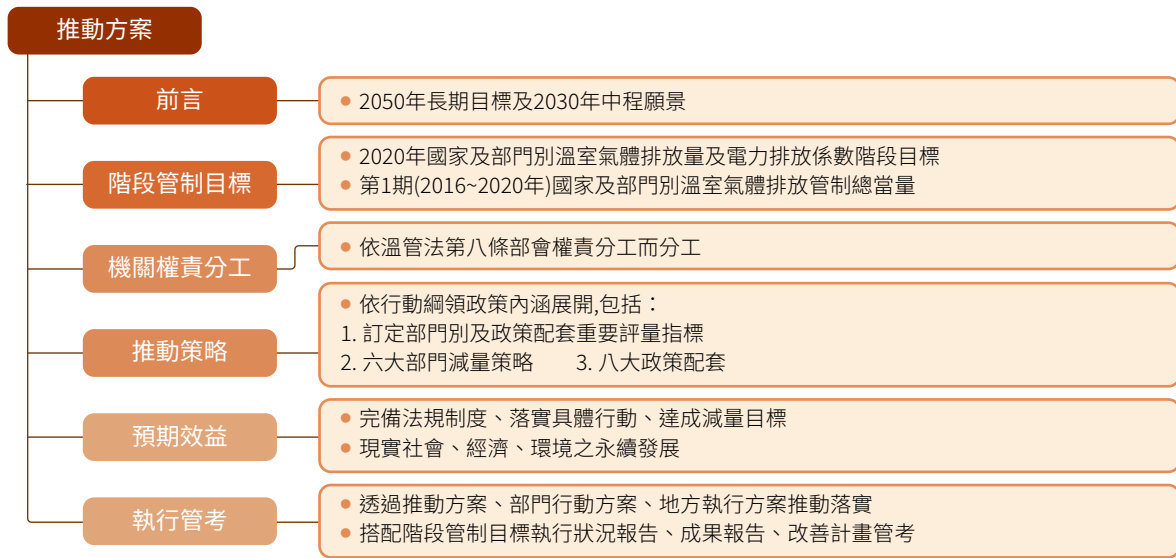 推動方案
前言
● 2050年長期目標及2030年中程願景
階段管制目標
● 2020年國家及部門別溫室氣體排放量及電力排放係數階段目標
● 第1期(2016~2020年)國家及部門別溫室氣體排放管制總當量
機關權責分工
● 依溫管法第八條部會權責分工而分工
推動策略
● 依行動綱領政策內涵展開,包括：
1. 訂定部門別及政策配套重要評量指標
2. 六大部門減量策略 3. 八大政策配套
預期效益
● 完備法規制度、落實具體行動、達成減量目標
● 現實社會、經濟、環境之永續發展
執行管考
● 透過推動方案、部門行動方案、地方執行方案推動落實
● 搭配階段管制目標執行狀況報告、成果報告、改善計畫管考